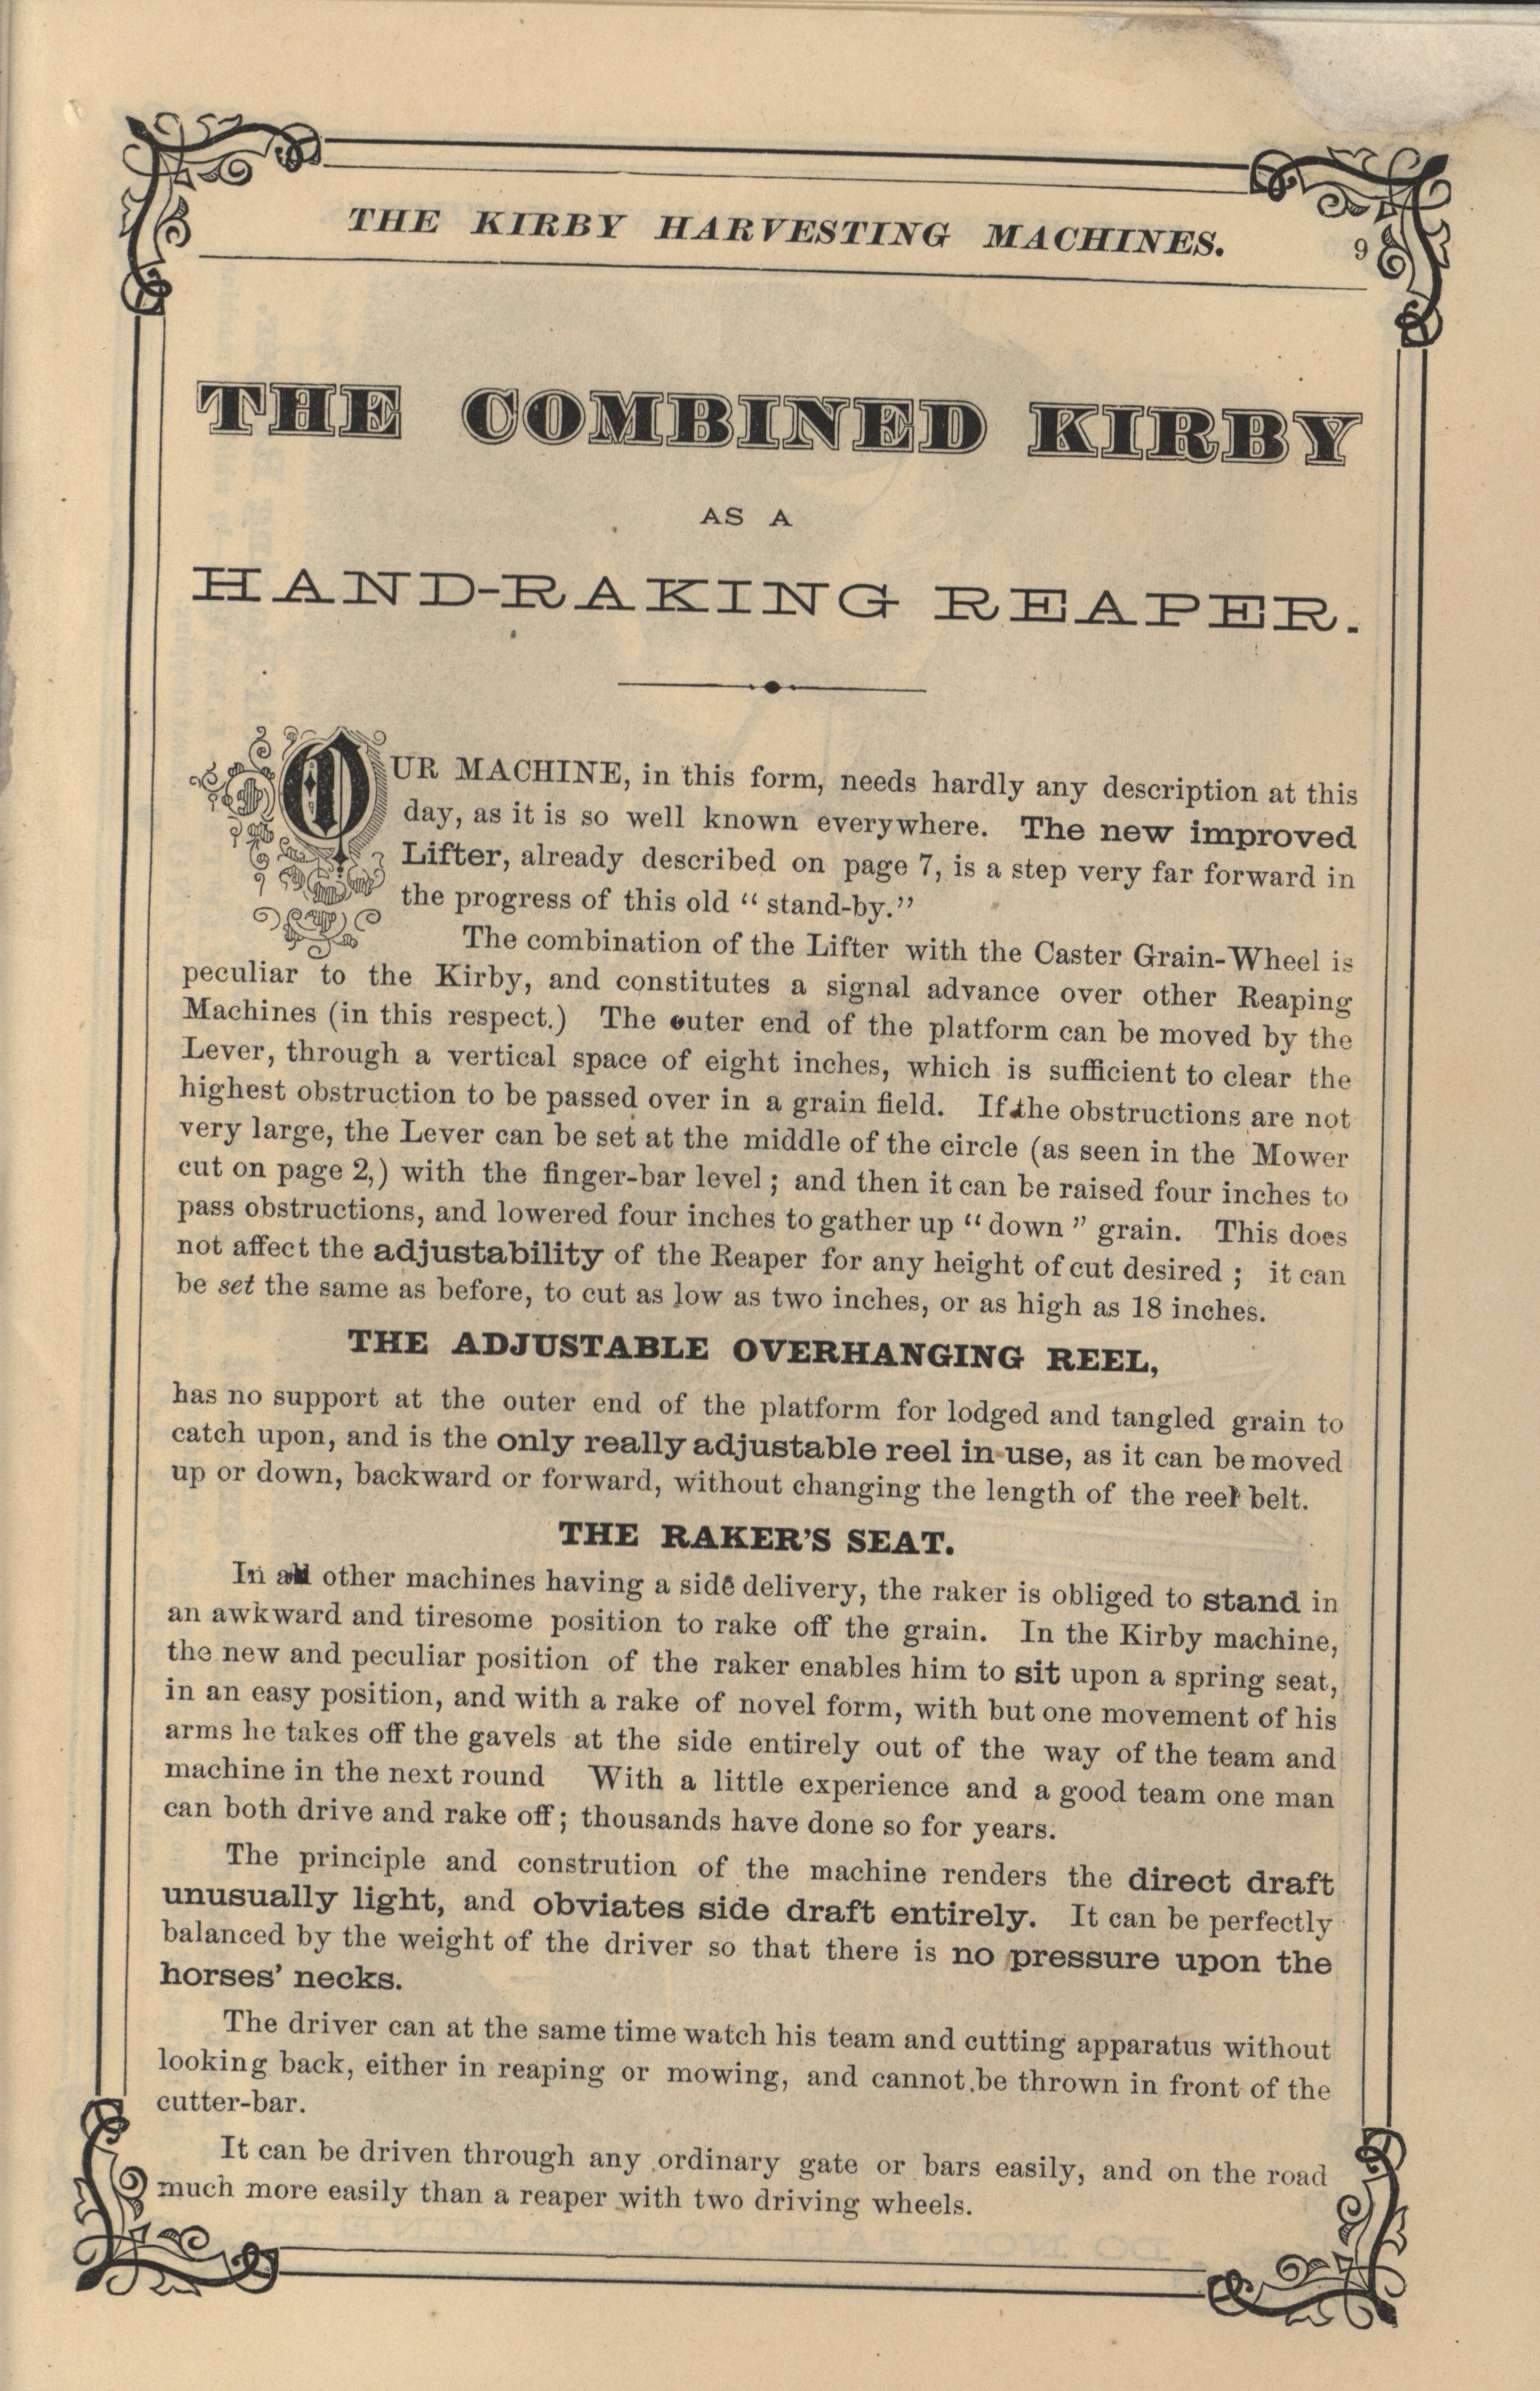 THE KIRBY HARVESTING MACHINES. 9
THE COMBINED KIRBY
AS A
HAND-RAKING REAPER.
OUR MACHINE, in this form, needs hardly any description at this
day, as it is so well known everywhere. The new improved
Lifter, already described on page 7, is a step very far forward in
the progress of this old “ stand-by.”
The combination of the Lifter with the Caster Grain-Wheel is
peculiar to the Kirby, and constitutes a signal advance over other Reaping
Machines (in this respect.) The outer end of the platform can be moved by the
Lever, through a vertical space of eight inches, which is sufficient to clear the
highest obstruction to be passed over in a grain field. If the obstructions are not
very large, the Lever can be set at the middle of the circle (as seen in the Mower
cut on page 2,) with the finger-bar level ; and then it can be raised four inches to
pass obstructions, and lowered four inches to gather up “ down ” grain. This does
not affect the adjustability of the Reaper for any height of cut desired ; it can
be set the same as before, to cut as low as two inches, or as high as 18 inches.
THE ADJUSTABLE OVERHANGING REEL,
has no support at the outer end of the platform for lodged and tangled grain to
catch upon, and is the only really adjustable reel in use, as it can be moved
up or down, backward or forward, without changing the length of the reel belt.
THE RAKER’S SEAT.
In all other machines having a side delivery, the raker is obliged to stand in
an awkward and tiresome position to rake off the grain. In the Kirby machine,
the new and peculiar position of the raker enables him to sit upon a spring seat,
in an easy position, and with a rake of novel form, with but one movement of his
arms he takes off the gavels at the side entirely out of the way of the team and
machine in the next round With a little experience and a good team one man
can both drive and rake off ; thousands have done so for years.
The principle and constrution of the machine renders the direct draft
unusually light, and obviates side draft entirely. It can be perfectly
balanced by the weight of the driver so that there is no pressure upon the
horses’ necks.
The driver can at the same time watch his team and cutting apparatus without
looking back, either in reaping or mowing, and cannot be thrown in front of the
cutter-bar.
It can be driven through any ordinary gate or bars easily, and on the road
much more easily than a reaper with two driving wheels.